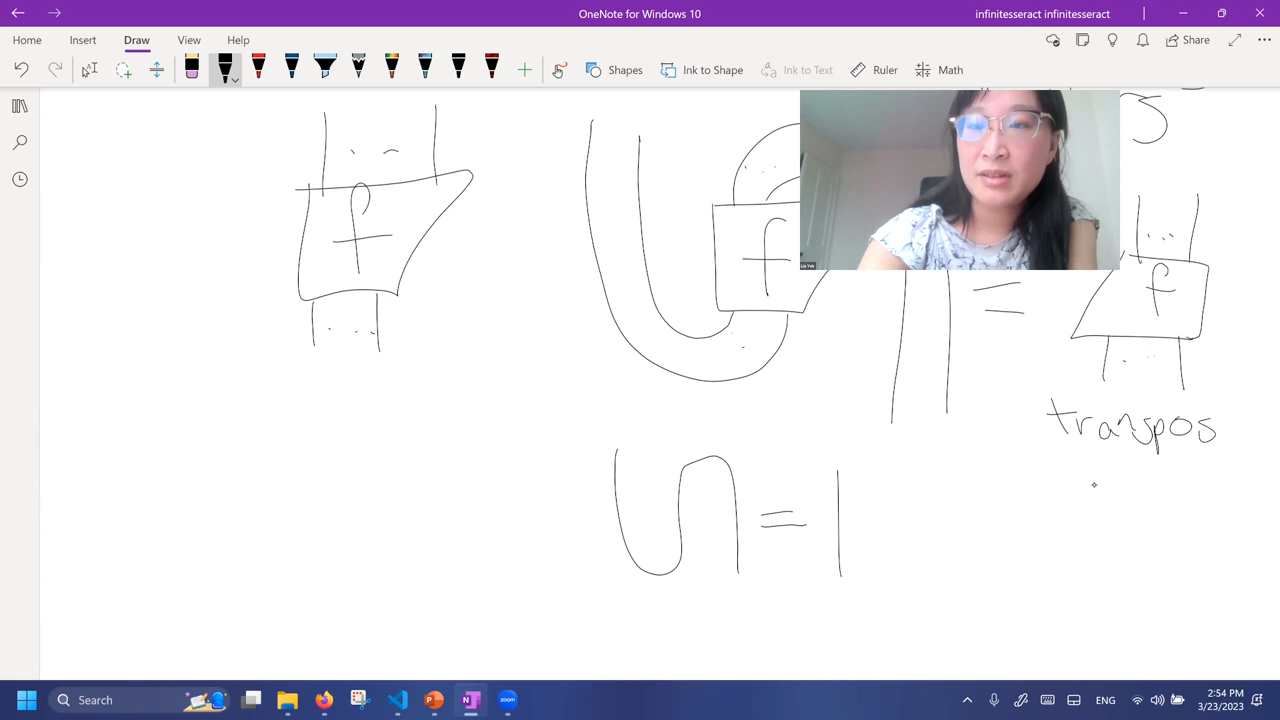 OneNote for Windows 10
infinitesseract infinitesseract
Home Insert Draw View Help
Share
Shapes Ink to Shape Ink to Text Ruler Math
3
f
f
=
f
transpos
=
Search
ENG
2:54 PM
3/23/2023